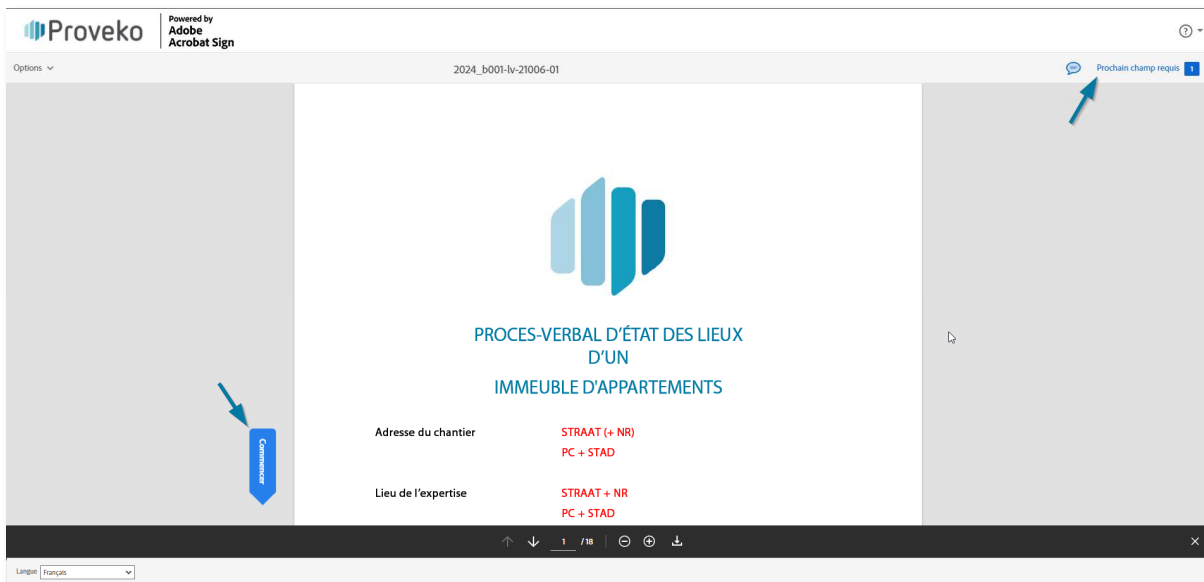 Proveko
Powered by
Adobe
Acrobat Sign
Options
2024_b001-lv-21006-01
Prochain champ requis 1
PROCES-VERBAL D'ÉTAT DES LIEUX
D'UN
IMMEUBLE D'APPARTEMENTS
Adresse du chantier STRAAT (+ NR)
PC + STAD
Commencer
Lieu de l'expertise STRAAT + NR
PC + STAD
1 /18
Langue Français